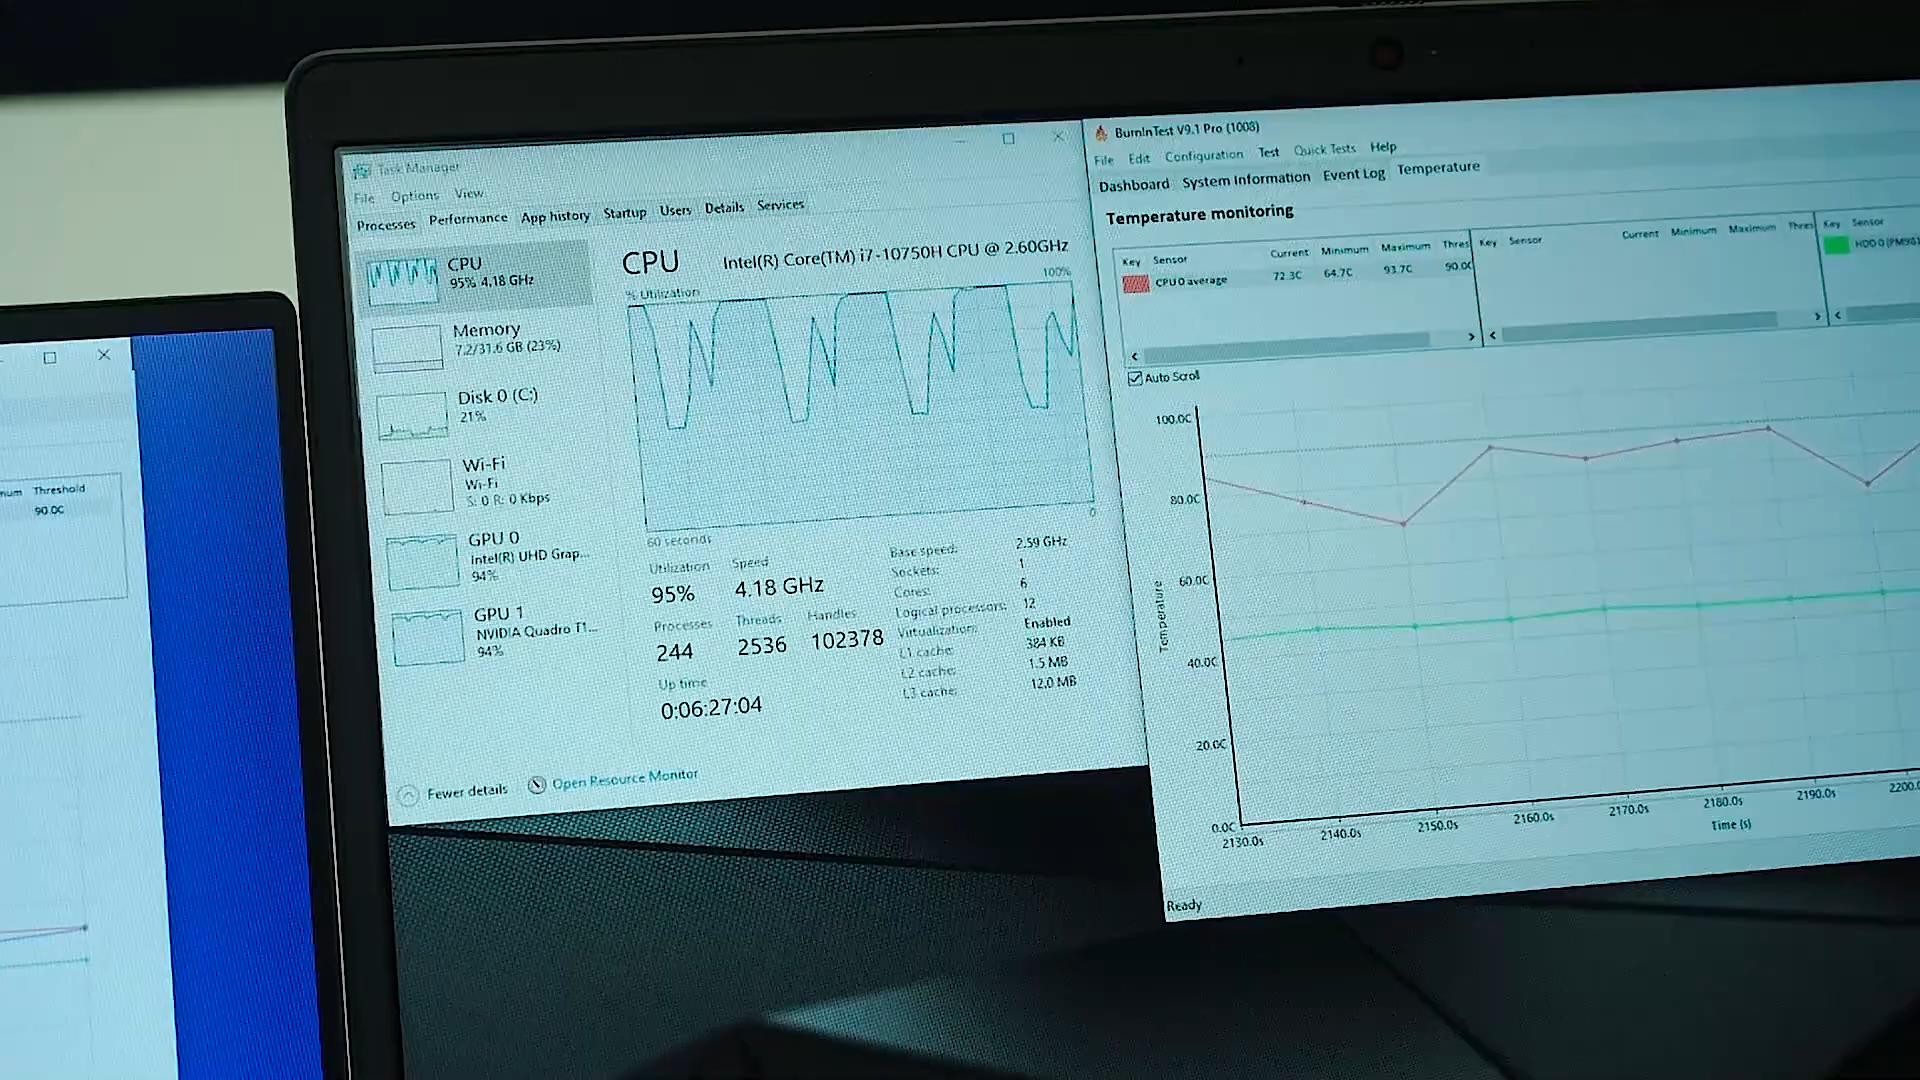 Threshold
90.0C
Task Manager
File Options View
Processes Performance App history Startup Users Details Services
CPU
95% 4.18 GHz
Memory
7.2/31.6 GB (23%)
Disk 0 (C:)
21%
Wi-Fi
Wi-Fi
S: 0 R: 0 Kbps
GPU 0
Intel(R) UHD Grap...
94%
GPU 1
NVIDIA Quadro T1...
94%
CPU
Intel(R) Core(TM) i7-10750H CPU @ 2.60GHz
% Utilization
100%
60 seconds
0
Utilization
95%
Speed
4.18 GHz
Processes
244
Threads
2536
Handles
102378
Up time
0:06:27:04
Base speed: 2.59 GHz
Sockets: 1
Cores: 6
Logical processors: 12
Virtualization: Enabled
L1 cache: 384 KB
L2 cache: 1.5 MB
L3 cache: 12.0 MB
Fewer details
Open Resource Monitor
BurnInTest V9.1 Pro (1008)
File Edit Configuration Test Quick Tests Help
Dashboard System Information Event Log Temperature
Temperature monitoring
Key Sensor Current Minimum Maximum Thres
CPU 0 average 72.3C 64.7C 93.7C 90.0C
Key Sensor Current Minimum Maximum Thres
Key Sensor
Auto Scroll
100.0C
80.0C
60.0C
40.0C
20.0C
0.0C
Temperature
2130.0s 2140.0s 2150.0s 2160.0s 2170.0s 2180.0s 2190.0s 2200.0
Time (s)
Ready